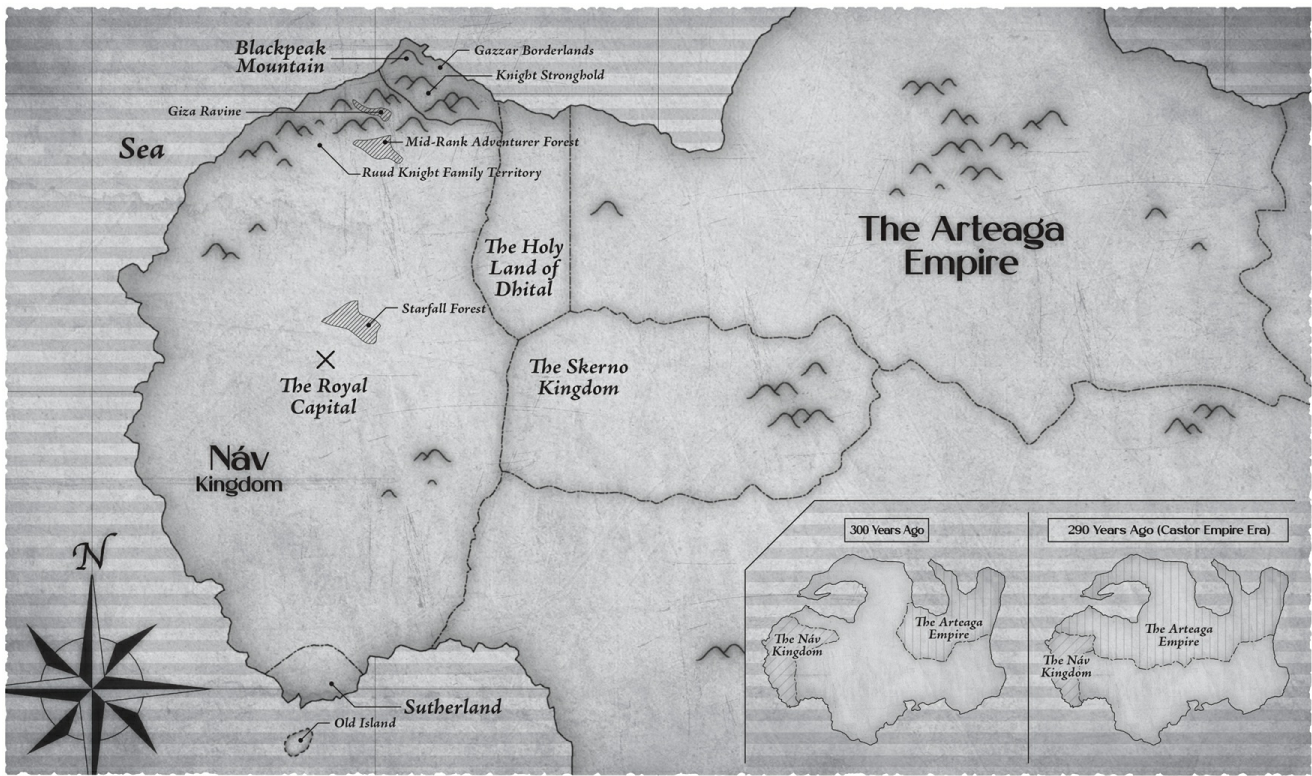 Blackpeak
Mountain
Gazzar Borderlands
Knight Stronghold
Giza Ravine
Sea
Mid-Rank Adventurer Forest
Ruud Knight Family Territory
The Arteaga
Empire
The Holy
Land of
Dhital
Starfall Forest
The Royal
Capital
The Skerno
Kingdom
Náv
Kingdom
N
Sutherland
Old Island
300 Years Ago
The Náv
Kingdom
The Arteaga
Empire
290 Years Ago (Castor Empire Era)
The Náv
Kingdom
The Arteaga
Empire